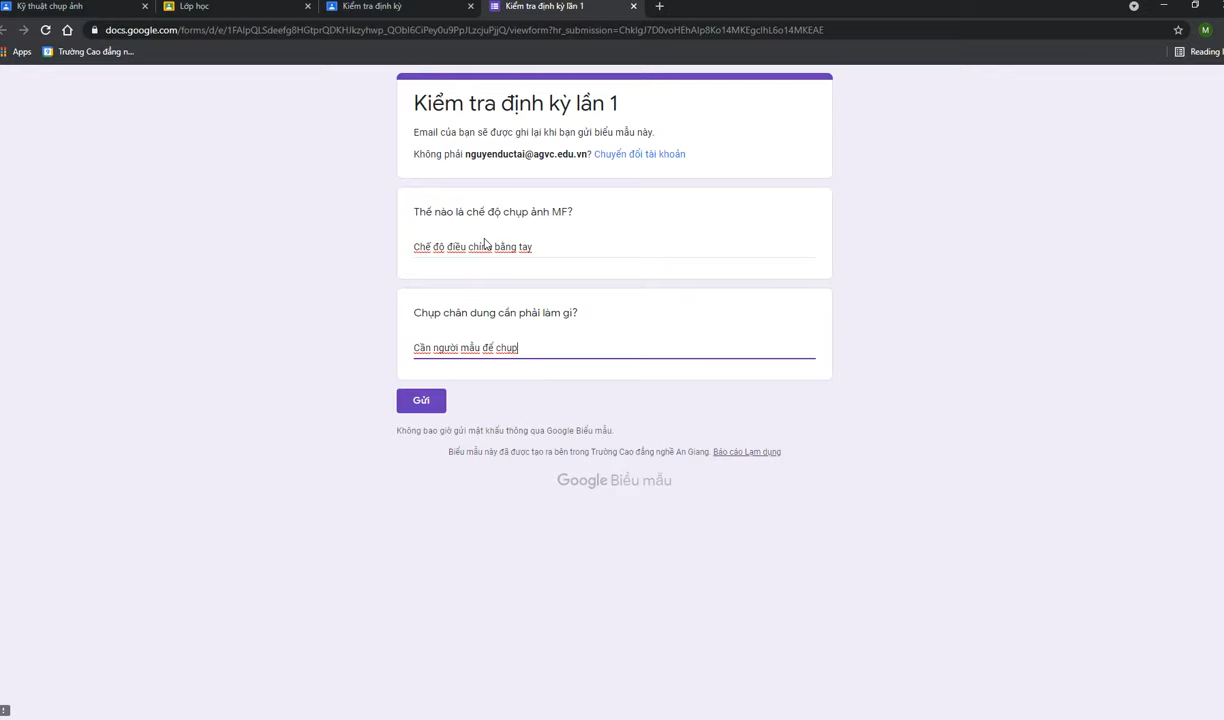 Kỹ thuật chụp ảnh
Lớp học
Kiểm tra định kỳ
Kiểm tra định kỳ lần 1
docs.google.com/forms/d/e/1FAIpQLSdeefg8HGtprQDKHJkzyhwp_QObl6CiPey0u9PpJLzcjuPjjQ/viewform?hr_submission=ChkIgJ7D0voHEhAIp8Ko14MKEgcIhL6o14MKEAE
M
Apps
Trường Cao đẳng n...
Reading
Kiểm tra định kỳ lần 1
Email của bạn sẽ được ghi lại khi bạn gửi biểu mẫu này.
Không phải nguyenductai@agvc.edu.vn? Chuyển đổi tài khoản
Thế nào là chế độ chụp ảnh MF?
Chế độ điều chỉnh bằng tay
Chụp chân dung cần phải làm gì?
Cần người mẫu để chụp
Gửi
Không bao giờ gửi mật khẩu thông qua Google Biểu mẫu.
Biểu mẫu này đã được tạo ra bên trong Trường Cao đẳng nghề An Giang. Báo cáo Lạm dụng
Google Biểu mẫu